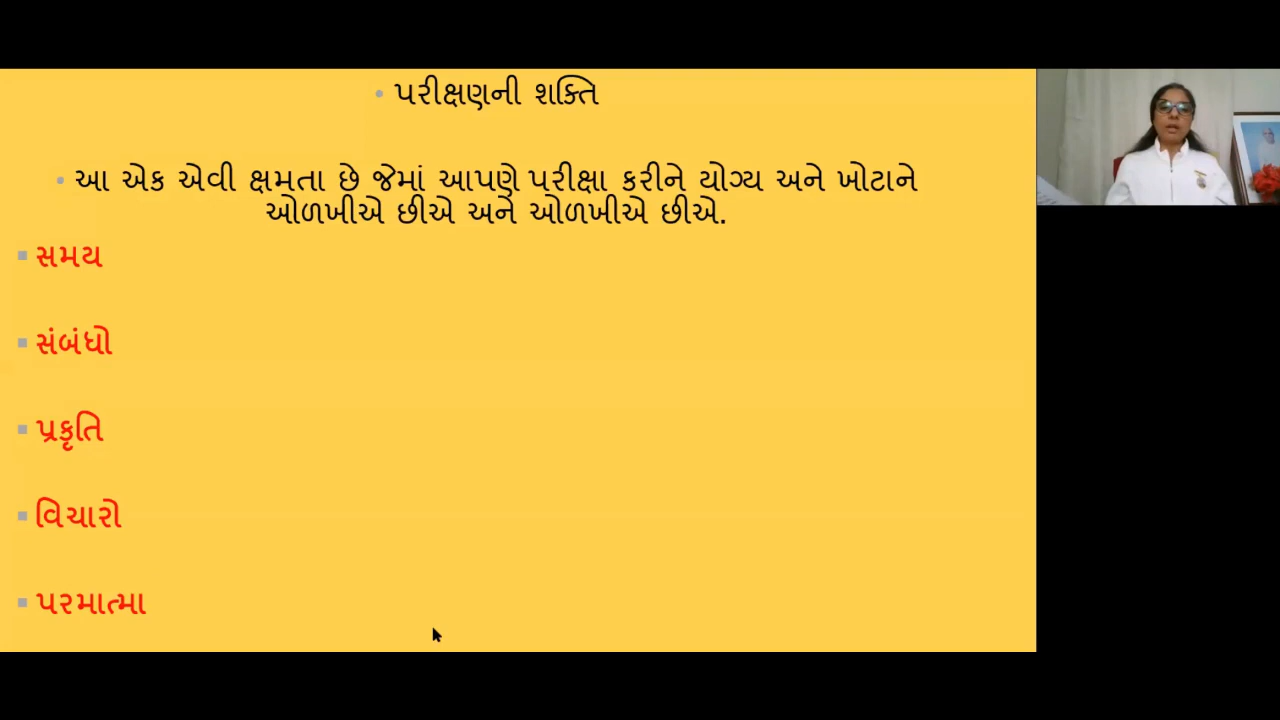 પરીક્ષણની શક્તિ
આ એક એવી ક્ષમતા છે જેમાં આપણે પરીક્ષા કરીને યોગ્ય અને ખોટાને
ઓળખીએ છીએ અને ઓળખીએ છીએ.
સમય
સંબંધો
પ્રકૃતિ
વિચારો
પરમાત્મા